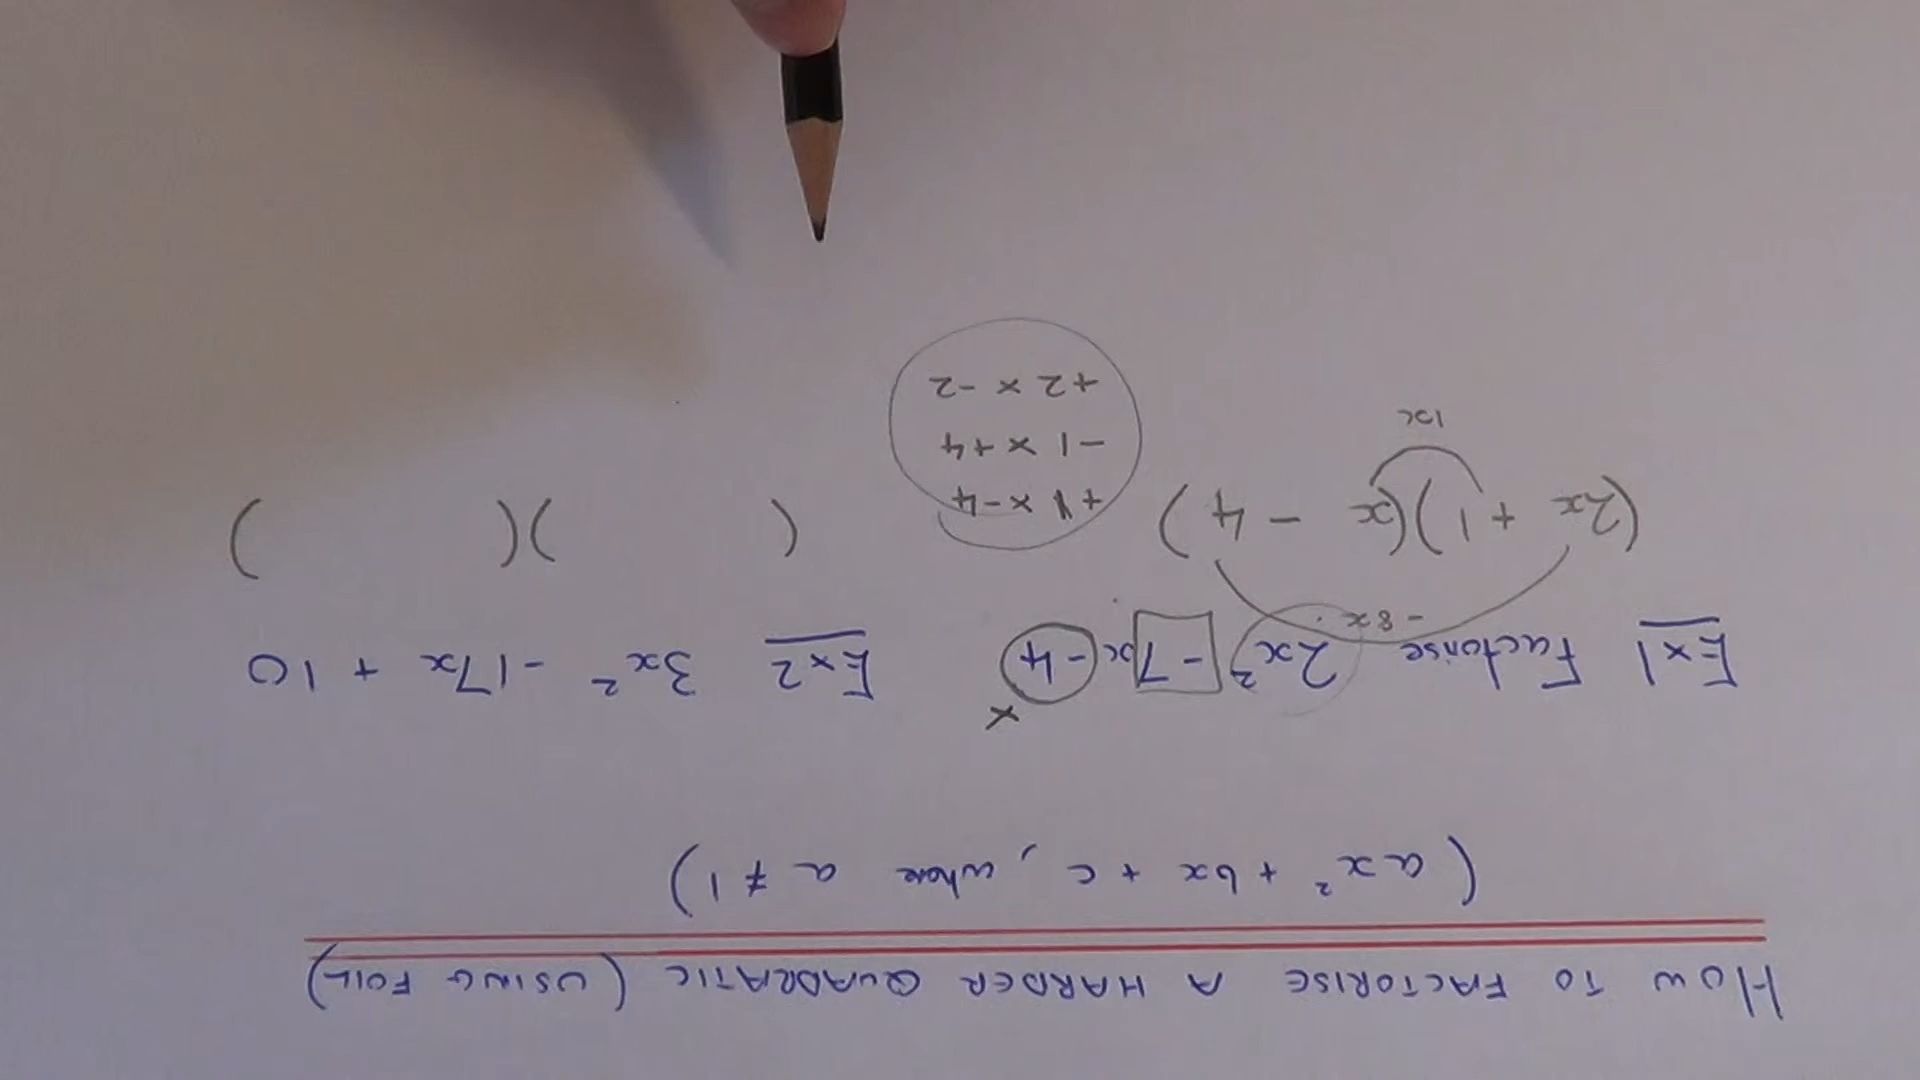 HOW TO FACTORISE A HARDER QUADRATIC (USING FOIL)
(ax² + bx + c, where a ≠ 1)
Ex1 Factorise 2x² -7x -4
×
-8x
(2x + 1)(x - 4)
1x
+1 × -4
-1 × +4
+2 × -2
Ex2 3x² - 17x + 10
( )( )